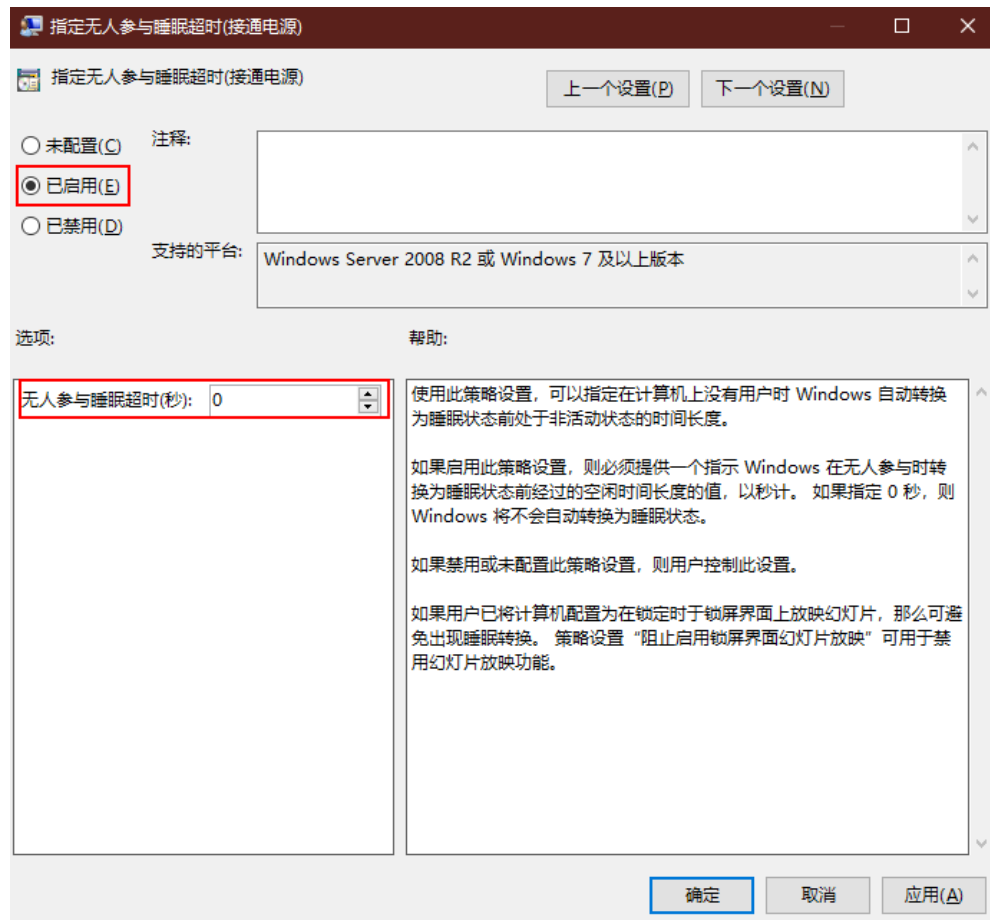 指定无人参与睡眠超时(接通电源)
指定无人参与睡眠超时(接通电源)
上一个设置(P)
下一个设置(N)
未配置(C)
已启用(E)
已禁用(D)
注释:
支持的平台:
Windows Server 2008 R2 或 Windows 7 及以上版本
选项:
帮助:
无人参与睡眠超时(秒): 0
使用此策略设置，可以指定在计算机上没有用户时 Windows 自动转换
为睡眠状态前处于非活动状态的时间长度。
如果启用此策略设置，则必须提供一个指示 Windows 在无人参与时转
换为睡眠状态前经过的空闲时间长度的值，以秒计。 如果指定 0 秒，则
Windows 将不会自动转换为睡眠状态。
如果禁用或未配置此策略设置，则用户控制此设置。
如果用户已将计算机配置为在锁定时于锁屏界面上放映幻灯片，那么可避
免出现睡眠转换。 策略设置“阻止启用锁屏界面幻灯片放映”可用于禁
用幻灯片放映功能。
确定
取消
应用(A)